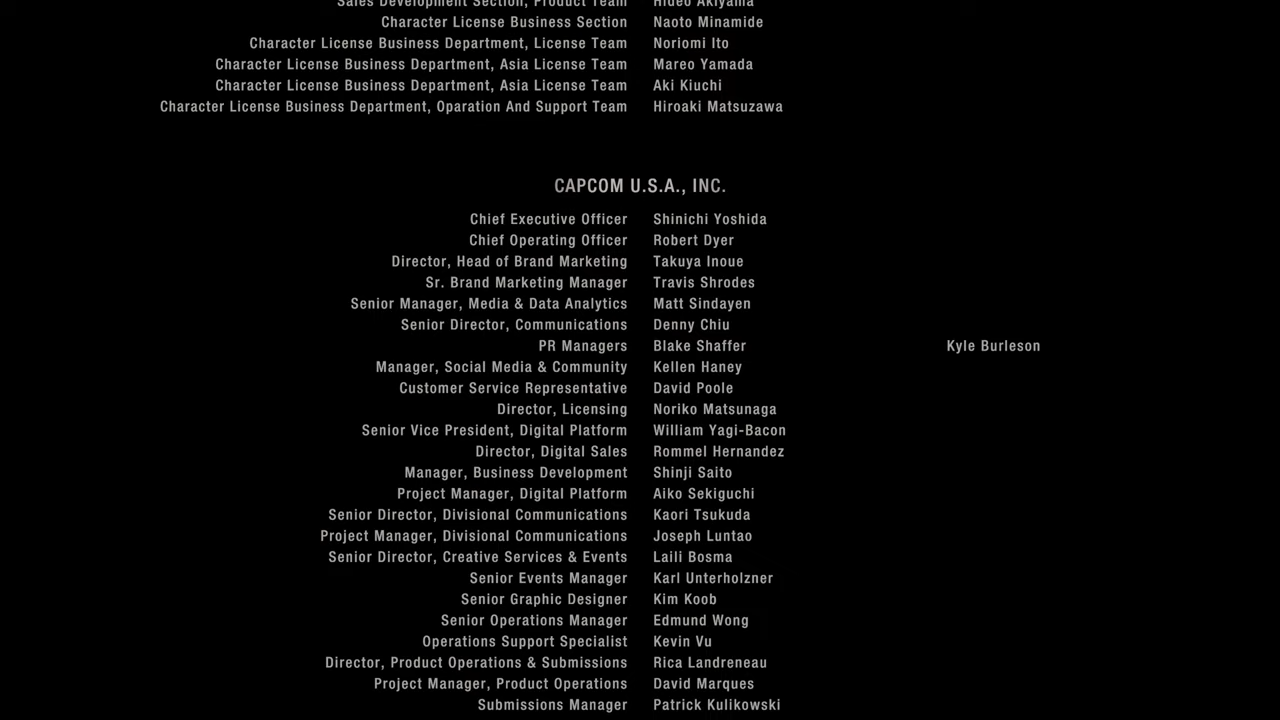 Sales Development Section, Product Team Hideo Akiyama
Character License Business Section Naoto Minamide
Character License Business Department, License Team Noriomi Ito
Character License Business Department, Asia License Team Mareo Yamada
Character License Business Department, Asia License Team Aki Kiuchi
Character License Business Department, Oparation And Support Team Hiroaki Matsuzawa
CAPCOM U.S.A., INC.
Chief Executive Officer Shinichi Yoshida
Chief Operating Officer Robert Dyer
Director, Head of Brand Marketing Takuya Inoue
Sr. Brand Marketing Manager Travis Shrodes
Senior Manager, Media & Data Analytics Matt Sindayen
Senior Director, Communications Denny Chiu
PR Managers Blake Shaffer Kyle Burleson
Manager, Social Media & Community Kellen Haney
Customer Service Representative David Poole
Director, Licensing Noriko Matsunaga
Senior Vice President, Digital Platform William Yagi-Bacon
Director, Digital Sales Rommel Hernandez
Manager, Business Development Shinji Saito
Project Manager, Digital Platform Aiko Sekiguchi
Senior Director, Divisional Communications Kaori Tsukuda
Project Manager, Divisional Communications Joseph Luntao
Senior Director, Creative Services & Events Laili Bosma
Senior Events Manager Karl Unterholzner
Senior Graphic Designer Kim Koob
Senior Operations Manager Edmund Wong
Operations Support Specialist Kevin Vu
Director, Product Operations & Submissions Rica Landreneau
Project Manager, Product Operations David Marques
Submissions Manager Patrick Kulikowski